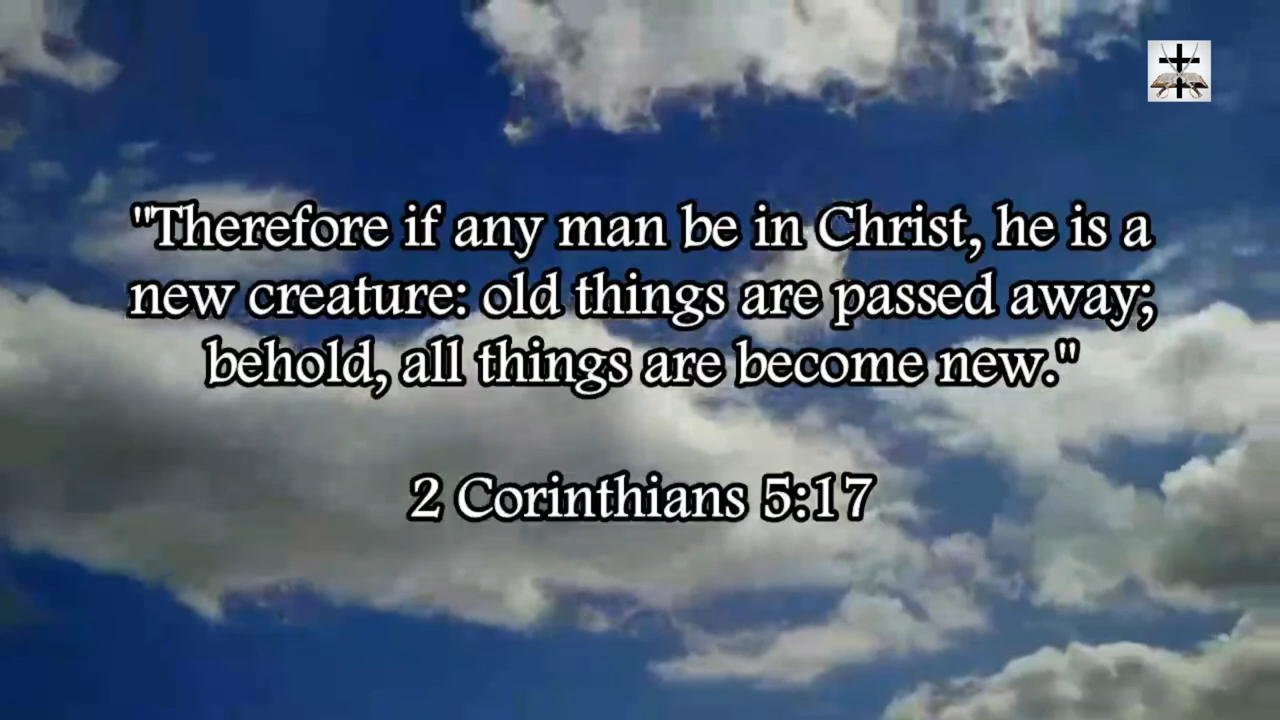 "Therefore if any man be in Christ, he is a
new creature: old things are passed away;
behold, all things are become new."
2 Corinthians 5:17